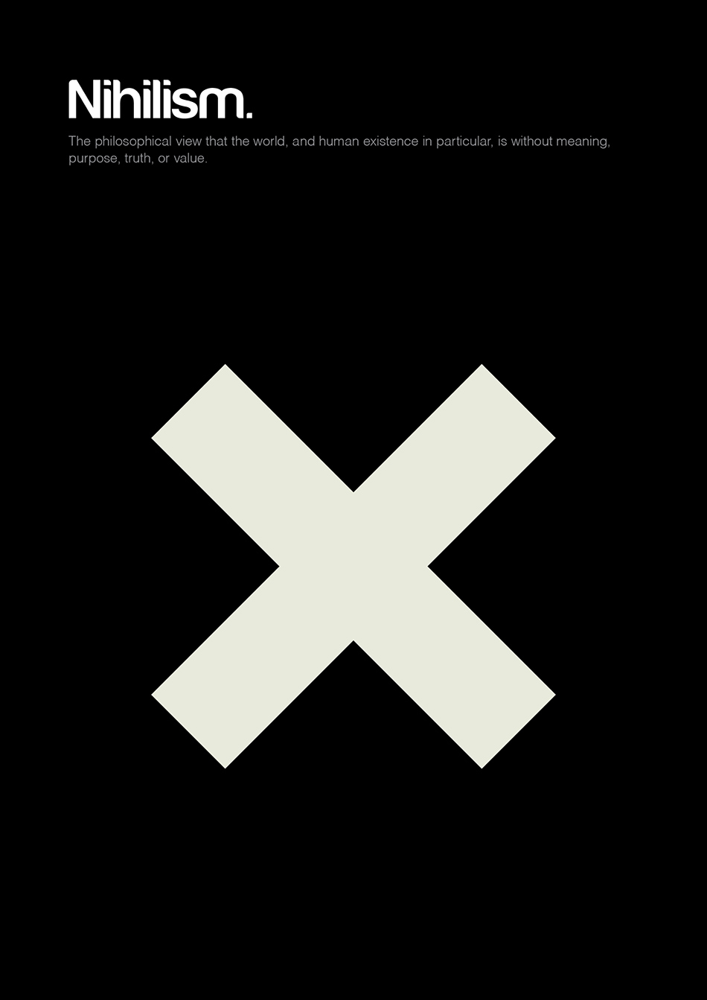 Nihilism.
The philosophical view that the world, and human existence in particular, is without meaning,
purpose, truth, or value.